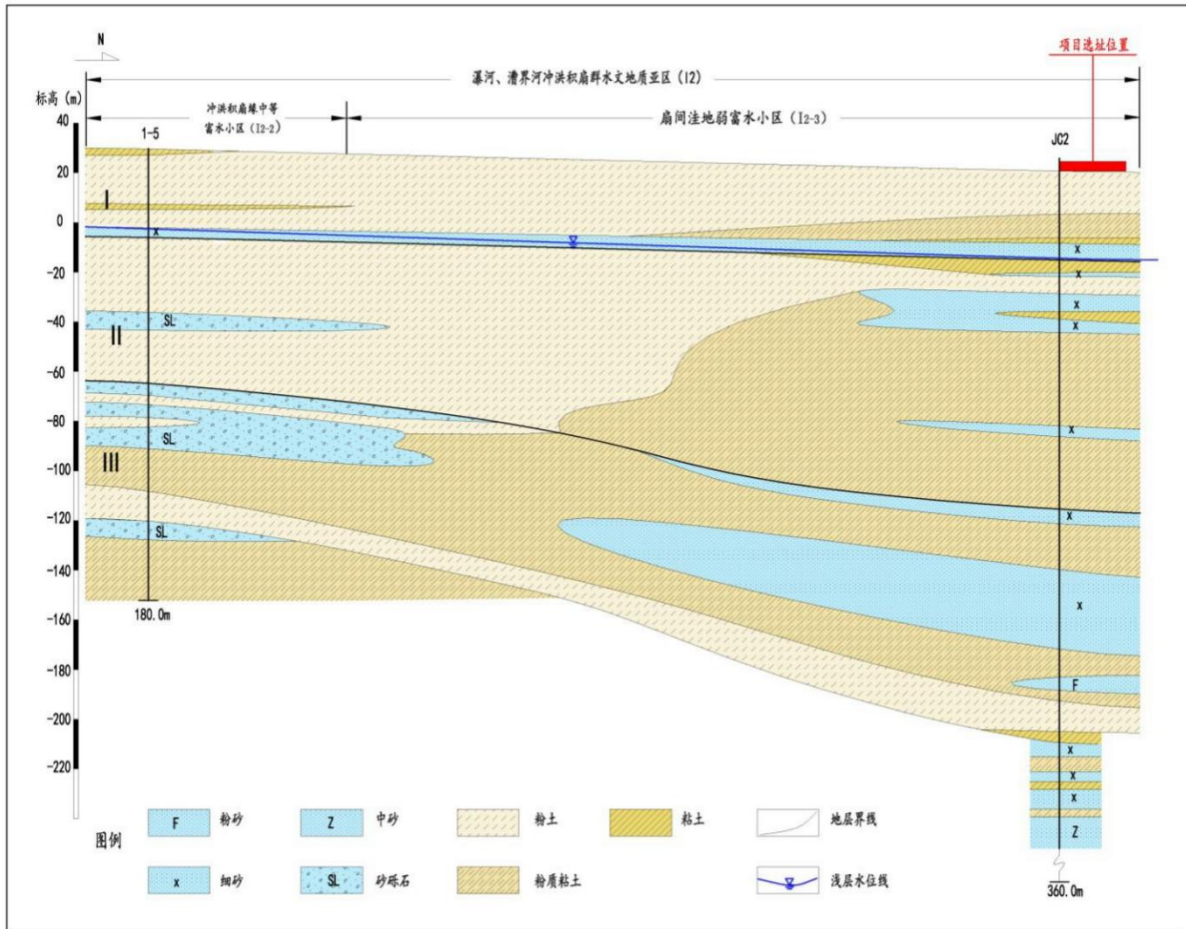 N
项目选址位置
瀑河、漕界河冲洪积扇群水文地质亚区(I2)
标高(m)
冲洪积扇缘中等
富水小区(I2-2)
扇间洼地弱富水小区(I2-3)
40
1-5
JC2
20
I
0
x
x
-20
x
x
SL
-40
x
II
-60
-80
x
SL
III
-100
x
-120
SL
-140
180.0m
x
-160
-180
F
-200
x
-220
x
x
Z
360.0m
图例
F 粉砂
Z 中砂
粉土
粘土
地层界线
x 细砂
SL 砂砾石
粉质粘土
浅层水位线